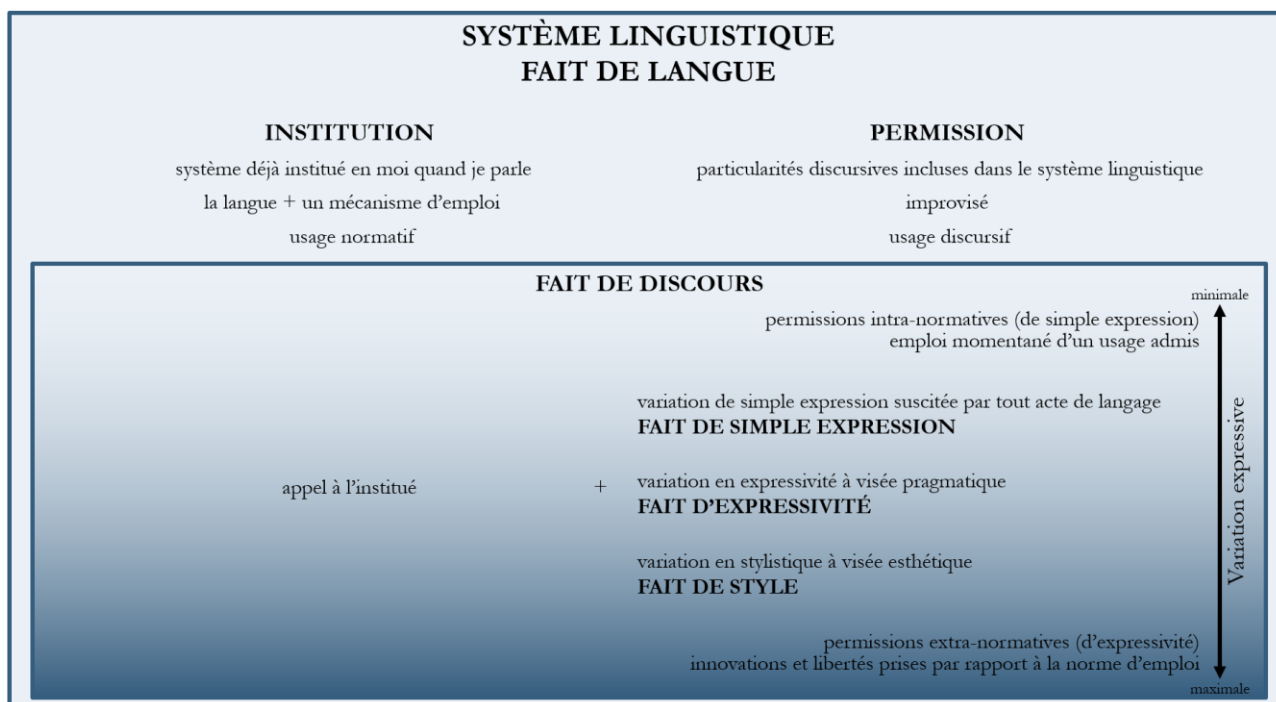 SYSTÈME LINGUISTIQUE
FAIT DE LANGUE
INSTITUTION
système déjà institué en moi quand je parle
la langue + un mécanisme d’emploi
usage normatif
PERMISSION
particularités discursives incluses dans le système linguistique
improvisé
usage discursif
FAIT DE DISCOURS
minimale
permissions intra-normatives (de simple expression)
emploi momentané d’un usage admis
variation de simple expression suscitée par tout acte de langage
FAIT DE SIMPLE EXPRESSION
appel à l’institué
+
variation en expressivité à visée pragmatique
FAIT D’EXPRESSIVITÉ
variation en stylistique à visée esthétique
FAIT DE STYLE
permissions extra-normatives (d’expressivité)
innovations et libertés prises par rapport à la norme d’emploi
Variation expressive
maximale